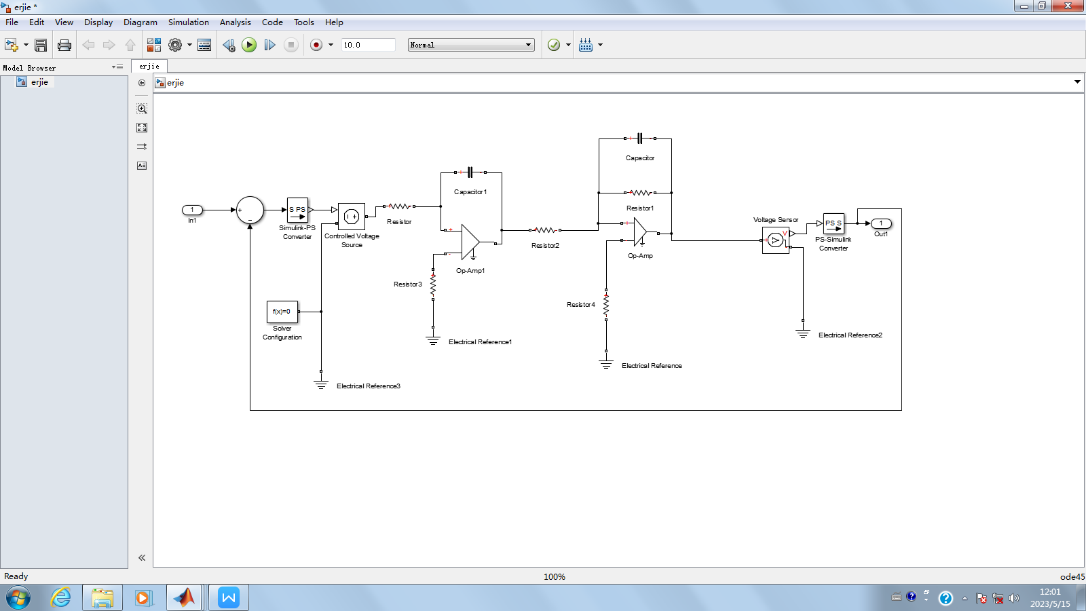 erjie *
File Edit View Display Diagram Simulation Analysis Code Tools Help
10.0 Normal
Model Browser
erjie
erjie
erjie
Capacitor
Capacitor1
Resistor1
1
In1
S PS
Simulink-PS
Converter
Controlled Voltage
Source
Resistor
Op-Amp1
Resistor2
Op-Amp
Voltage Sensor
V
PS S
PS-Simulink
Converter
1
Out1
Resistor3
Resistor4
f(x)=0
Solver
Configuration
Electrical Reference1
Electrical Reference2
Electrical Reference
Electrical Reference3
Ready 100% ode45
12:01
2023/5/15